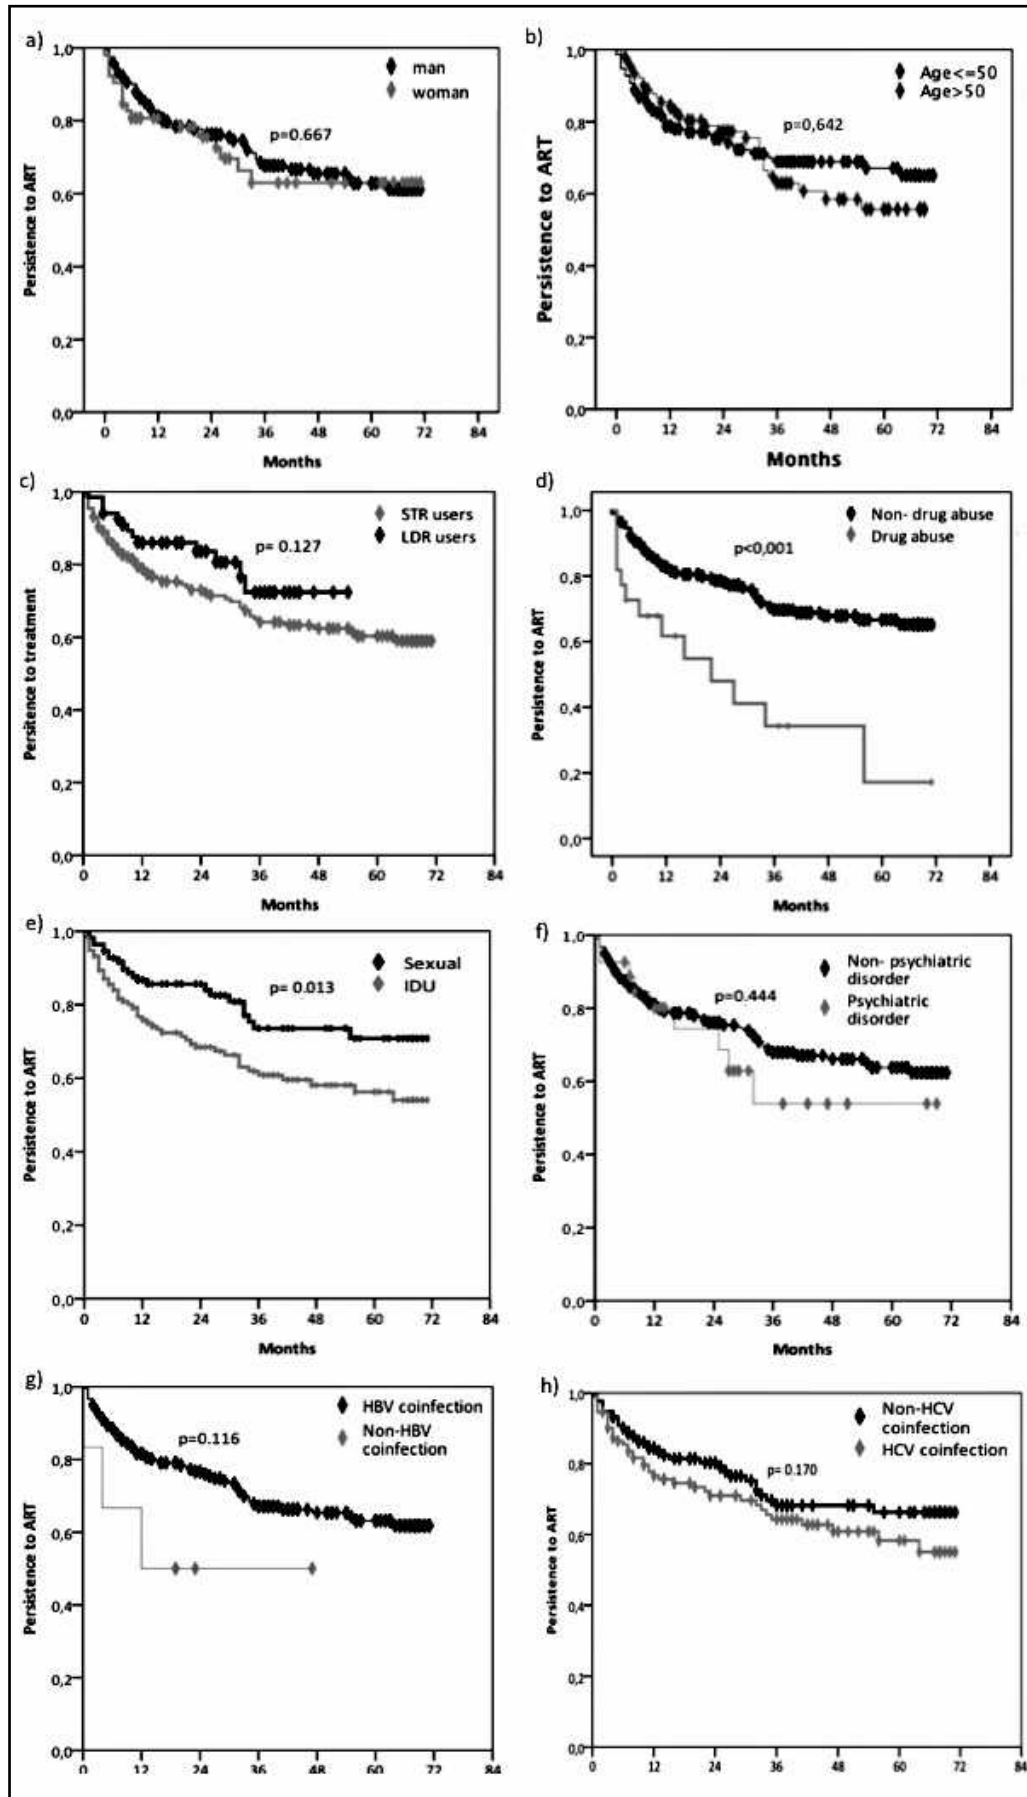 a)
1,0
0,8
0,6
0,4
0,2
0,0
Persistence to ART
man
woman
p=0.667
0 12 24 36 48 60 72 84
Months
b)
1,0
0,8
0,6
0,4
0,2
0,0
Persistence to ART
Age<=50
Age>50
p=0,642
0 12 24 36 48 60 72 84
Months
c)
1,0
0,8
0,6
0,4
0,2
0,0
Persitence to treatment
STR users
LDR users
p= 0.127
0 12 24 36 48 60 72 84
Months
d)
1,0
0,8
0,6
0,4
0,2
0,0
Persistence to ART
Non- drug abuse
Drug abuse
p<0,001
0 12 24 36 48 60 72 84
Months
e)
1,0
0,8
0,6
0,4
0,2
0,0
Persistence to ART
Sexual
IDU
p= 0.013
0 12 24 36 48 60 72 84
Months
f)
1,0
0,8
0,6
0,4
0,2
0,0
Persistence to ART
Non- psychiatric
disorder
Psychiatric
disorder
p=0.444
0 12 24 36 48 60 72 84
Months
g)
1,0
0,8
0,6
0,4
0,2
0,0
Persistence to ART
HBV coinfection
Non-HBV
coinfection
p=0.116
0 12 24 36 48 60 72 84
h)
1,0
0,8
0,6
0,4
0,2
0,0
Persistence to ART
Non-HCV
coinfection
HCV coinfection
p= 0.170
0 12 24 36 48 60 72 84